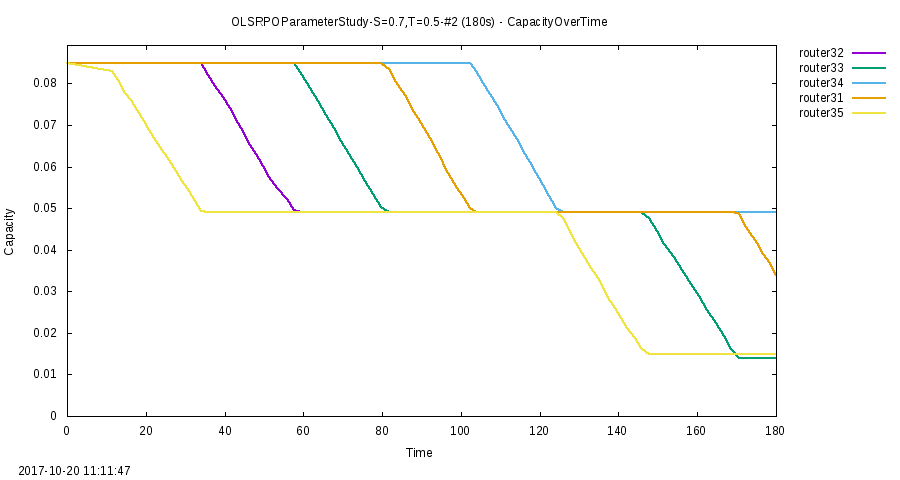 OLSRPOParameterStudy-S=0.7,T=0.5-#2 (180s) - CapacityOverTime
router32
router33
router34
router31
router35
0.08
0.07
0.06
0.05
0.04
0.03
0.02
0.01
0
Capacity
0 20 40 60 80 100 120 140 160 180
Time
2017-10-20 11:11:47